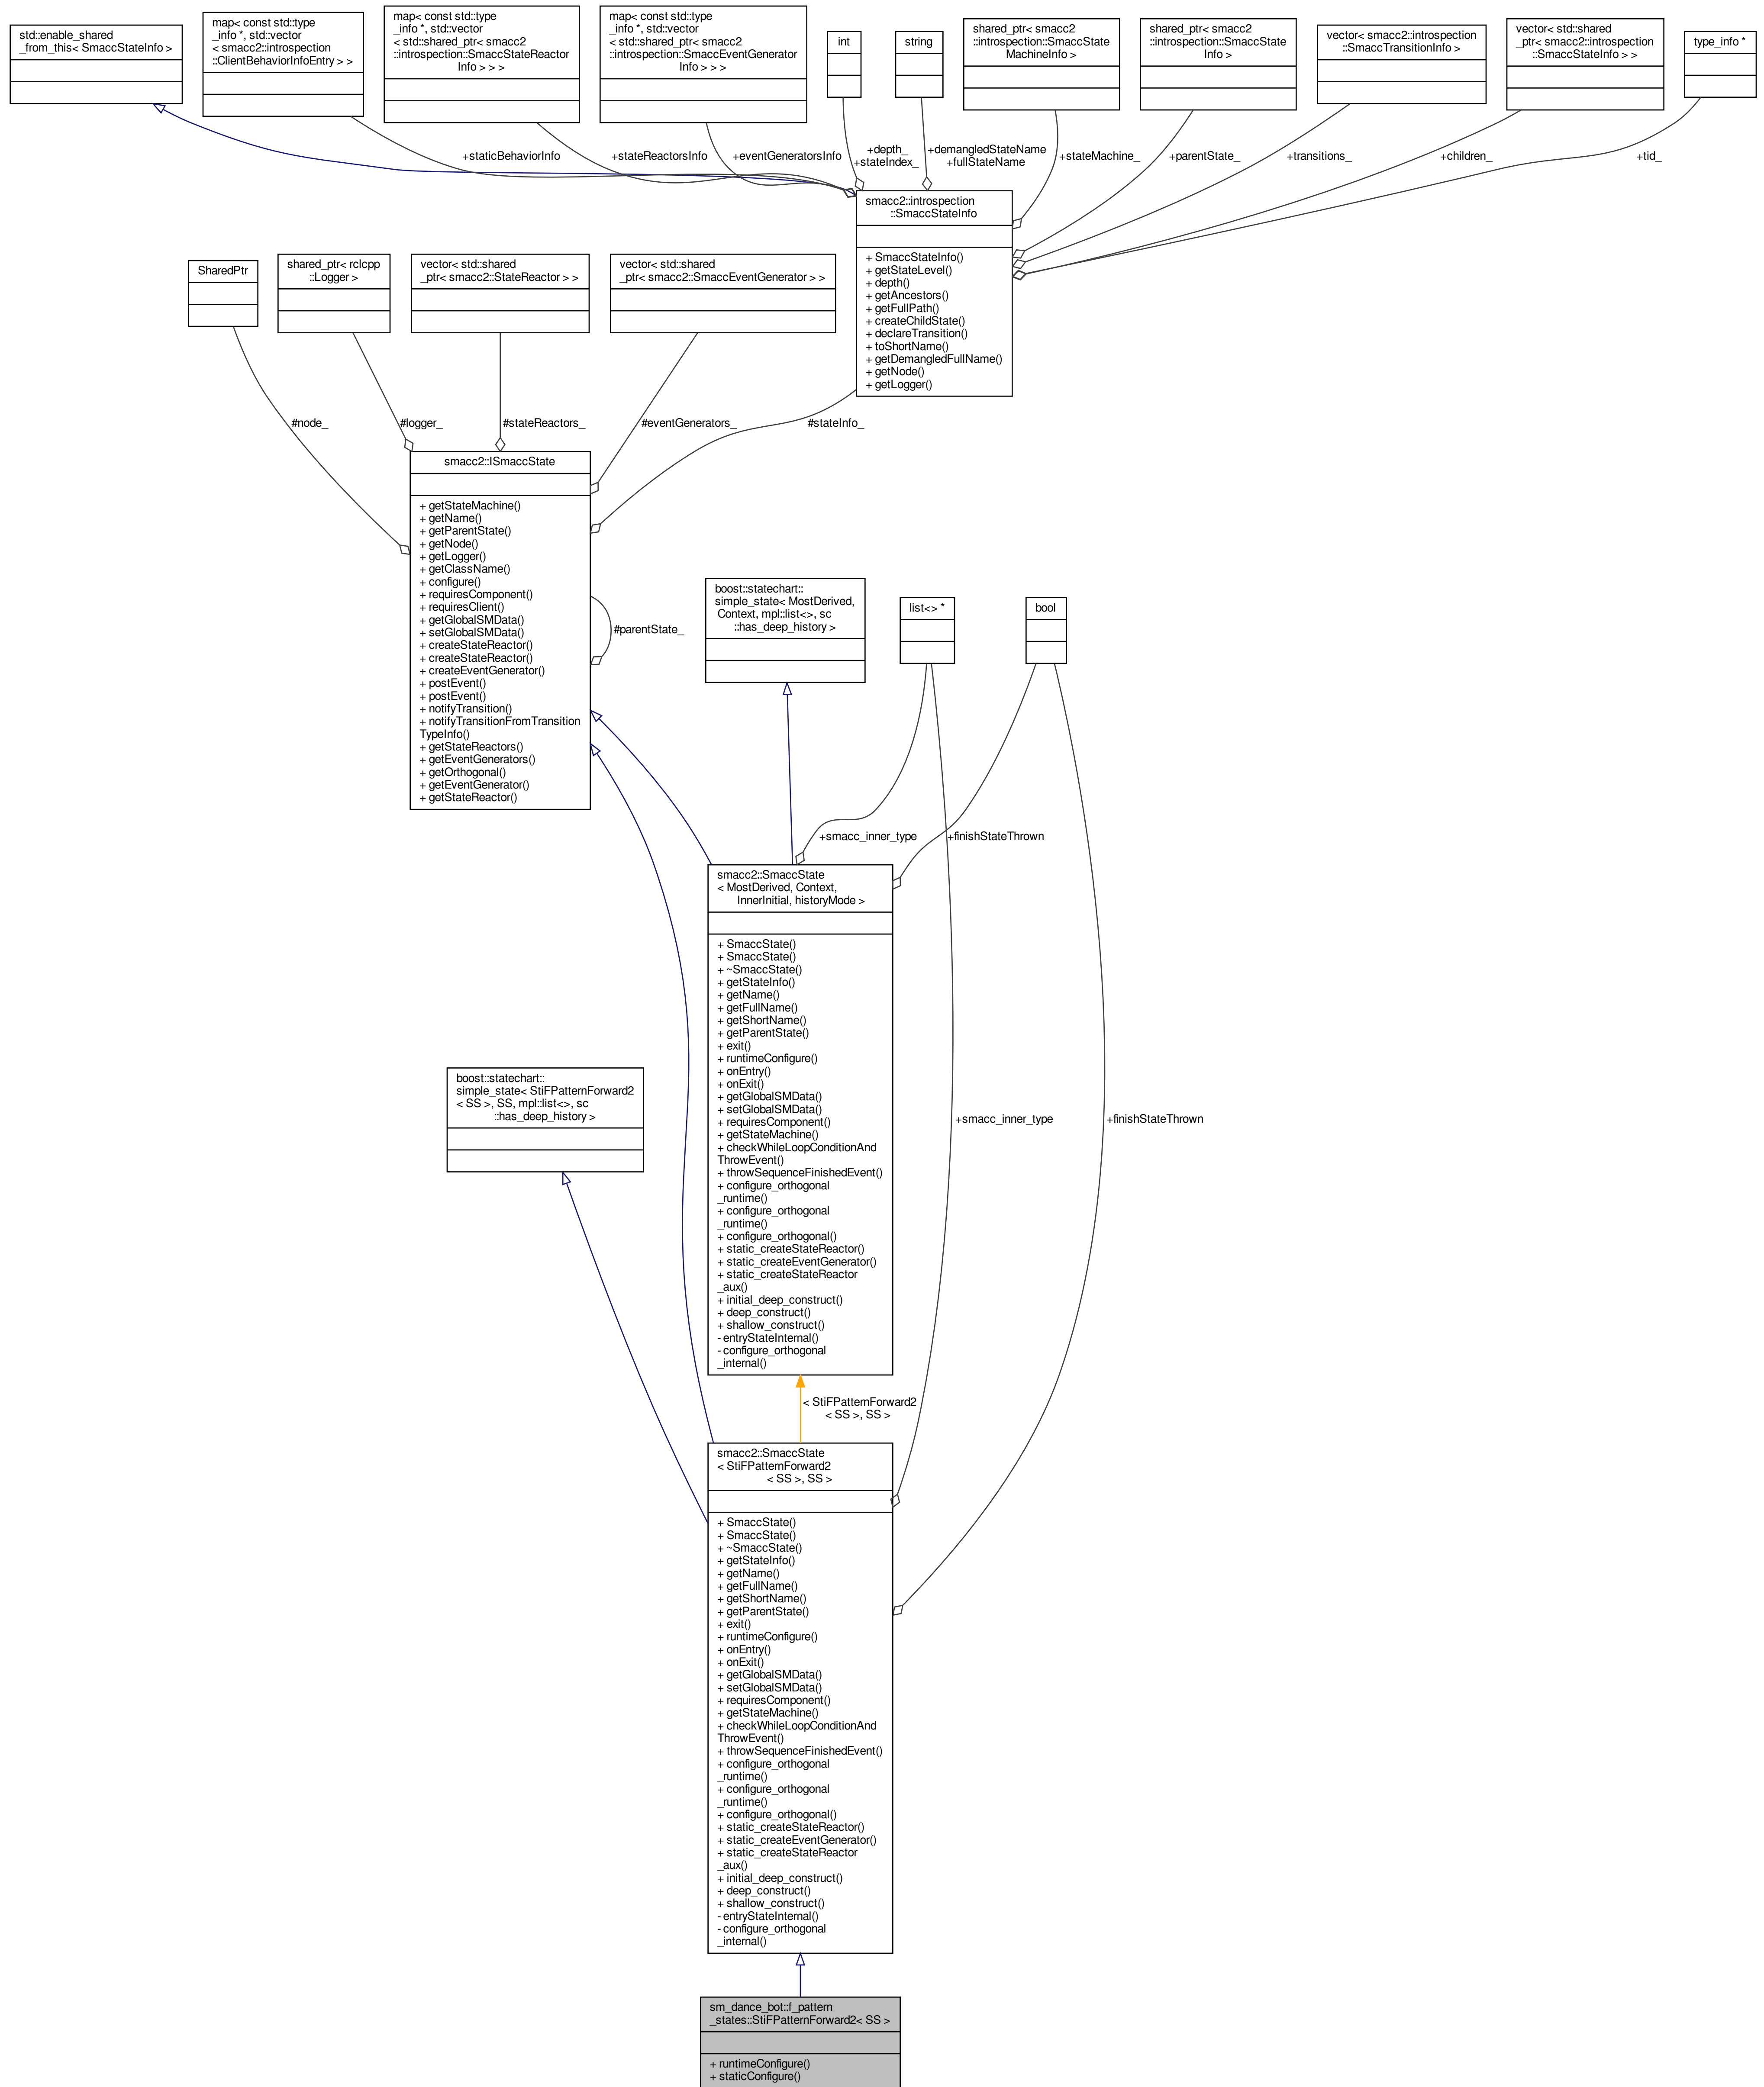 std::enable_shared
_from_this< SmaccStateInfo >
map< const std::type
_info *, std::vector
< smacc2::introspection
::ClientBehaviorInfoEntry > >
map< const std::type
_info *, std::vector
< std::shared_ptr< smacc2
::introspection::SmaccStateReactor
Info > > >
map< const std::type
_info *, std::vector
< std::shared_ptr< smacc2
::introspection::SmaccEventGenerator
Info > > >
int
string
shared_ptr< smacc2
::introspection::SmaccState
MachineInfo >
shared_ptr< smacc2
::introspection::SmaccState
Info >
vector< smacc2::introspection
::SmaccTransitionInfo >
vector< std::shared
_ptr< smacc2::introspection
::SmaccStateInfo > >
type_info *
+staticBehaviorInfo
+stateReactorsInfo
+eventGeneratorsInfo
+depth_
+stateIndex_
+demangledStateName
+fullStateName
+stateMachine_
+parentState_
+transitions_
+children_
+tid_
smacc2::introspection
::SmaccStateInfo
+ SmaccStateInfo()
+ getStateLevel()
+ depth()
+ getAncestors()
+ getFullPath()
+ createChildState()
+ declareTransition()
+ toShortName()
+ getDemangledFullName()
+ getNode()
+ getLogger()
SharedPtr
shared_ptr< rclcpp
::Logger >
vector< std::shared
_ptr< smacc2::StateReactor > >
vector< std::shared
_ptr< smacc2::SmaccEventGenerator > >
#node_
#logger_
#stateReactors_
#eventGenerators_
#stateInfo_
smacc2::ISmaccState
+ getStateMachine()
+ getName()
+ getParentState()
+ getNode()
+ getLogger()
+ getClassName()
+ configure()
+ requiresComponent()
+ requiresClient()
+ getGlobalSMData()
+ setGlobalSMData()
+ createStateReactor()
+ createStateReactor()
+ createEventGenerator()
+ postEvent()
+ postEvent()
+ notifyTransition()
+ notifyTransitionFromTransition
TypeInfo()
+ getStateReactors()
+ getEventGenerators()
+ getOrthogonal()
+ getEventGenerator()
+ getStateReactor()
#parentState_
boost::statechart::
simple_state< MostDerived,
Context, mpl::list<>, sc
::has_deep_history >
list<> *
bool
+smacc_inner_type
+finishStateThrown
smacc2::SmaccState
< MostDerived, Context,
InnerInitial, historyMode >
+ SmaccState()
+ SmaccState()
+ ~SmaccState()
+ getStateInfo()
+ getName()
+ getFullName()
+ getShortName()
+ getParentState()
+ exit()
+ runtimeConfigure()
+ onEntry()
+ onExit()
+ getGlobalSMData()
+ setGlobalSMData()
+ requiresComponent()
+ getStateMachine()
+ checkWhileLoopConditionAnd
ThrowEvent()
+ throwSequenceFinishedEvent()
+ configure_orthogonal
_runtime()
+ configure_orthogonal
_runtime()
+ configure_orthogonal()
+ static_createStateReactor()
+ static_createEventGenerator()
+ static_createStateReactor
_aux()
+ initial_deep_construct()
+ deep_construct()
+ shallow_construct()
- entryStateInternal()
- configure_orthogonal
_internal()
boost::statechart::
simple_state< StiFPatternForward2
< SS >, SS, mpl::list<>, sc
::has_deep_history >
+smacc_inner_type
+finishStateThrown
< StiFPatternForward2
< SS >, SS >
smacc2::SmaccState
< StiFPatternForward2
< SS >, SS >
+ SmaccState()
+ SmaccState()
+ ~SmaccState()
+ getStateInfo()
+ getName()
+ getFullName()
+ getShortName()
+ getParentState()
+ exit()
+ runtimeConfigure()
+ onEntry()
+ onExit()
+ getGlobalSMData()
+ setGlobalSMData()
+ requiresComponent()
+ getStateMachine()
+ checkWhileLoopConditionAnd
ThrowEvent()
+ throwSequenceFinishedEvent()
+ configure_orthogonal
_runtime()
+ configure_orthogonal
_runtime()
+ configure_orthogonal()
+ static_createStateReactor()
+ static_createEventGenerator()
+ static_createStateReactor
_aux()
+ initial_deep_construct()
+ deep_construct()
+ shallow_construct()
- entryStateInternal()
- configure_orthogonal
_internal()
sm_dance_bot::f_pattern
_states::StiFPatternForward2< SS >
+ runtimeConfigure()
+ staticConfigure()